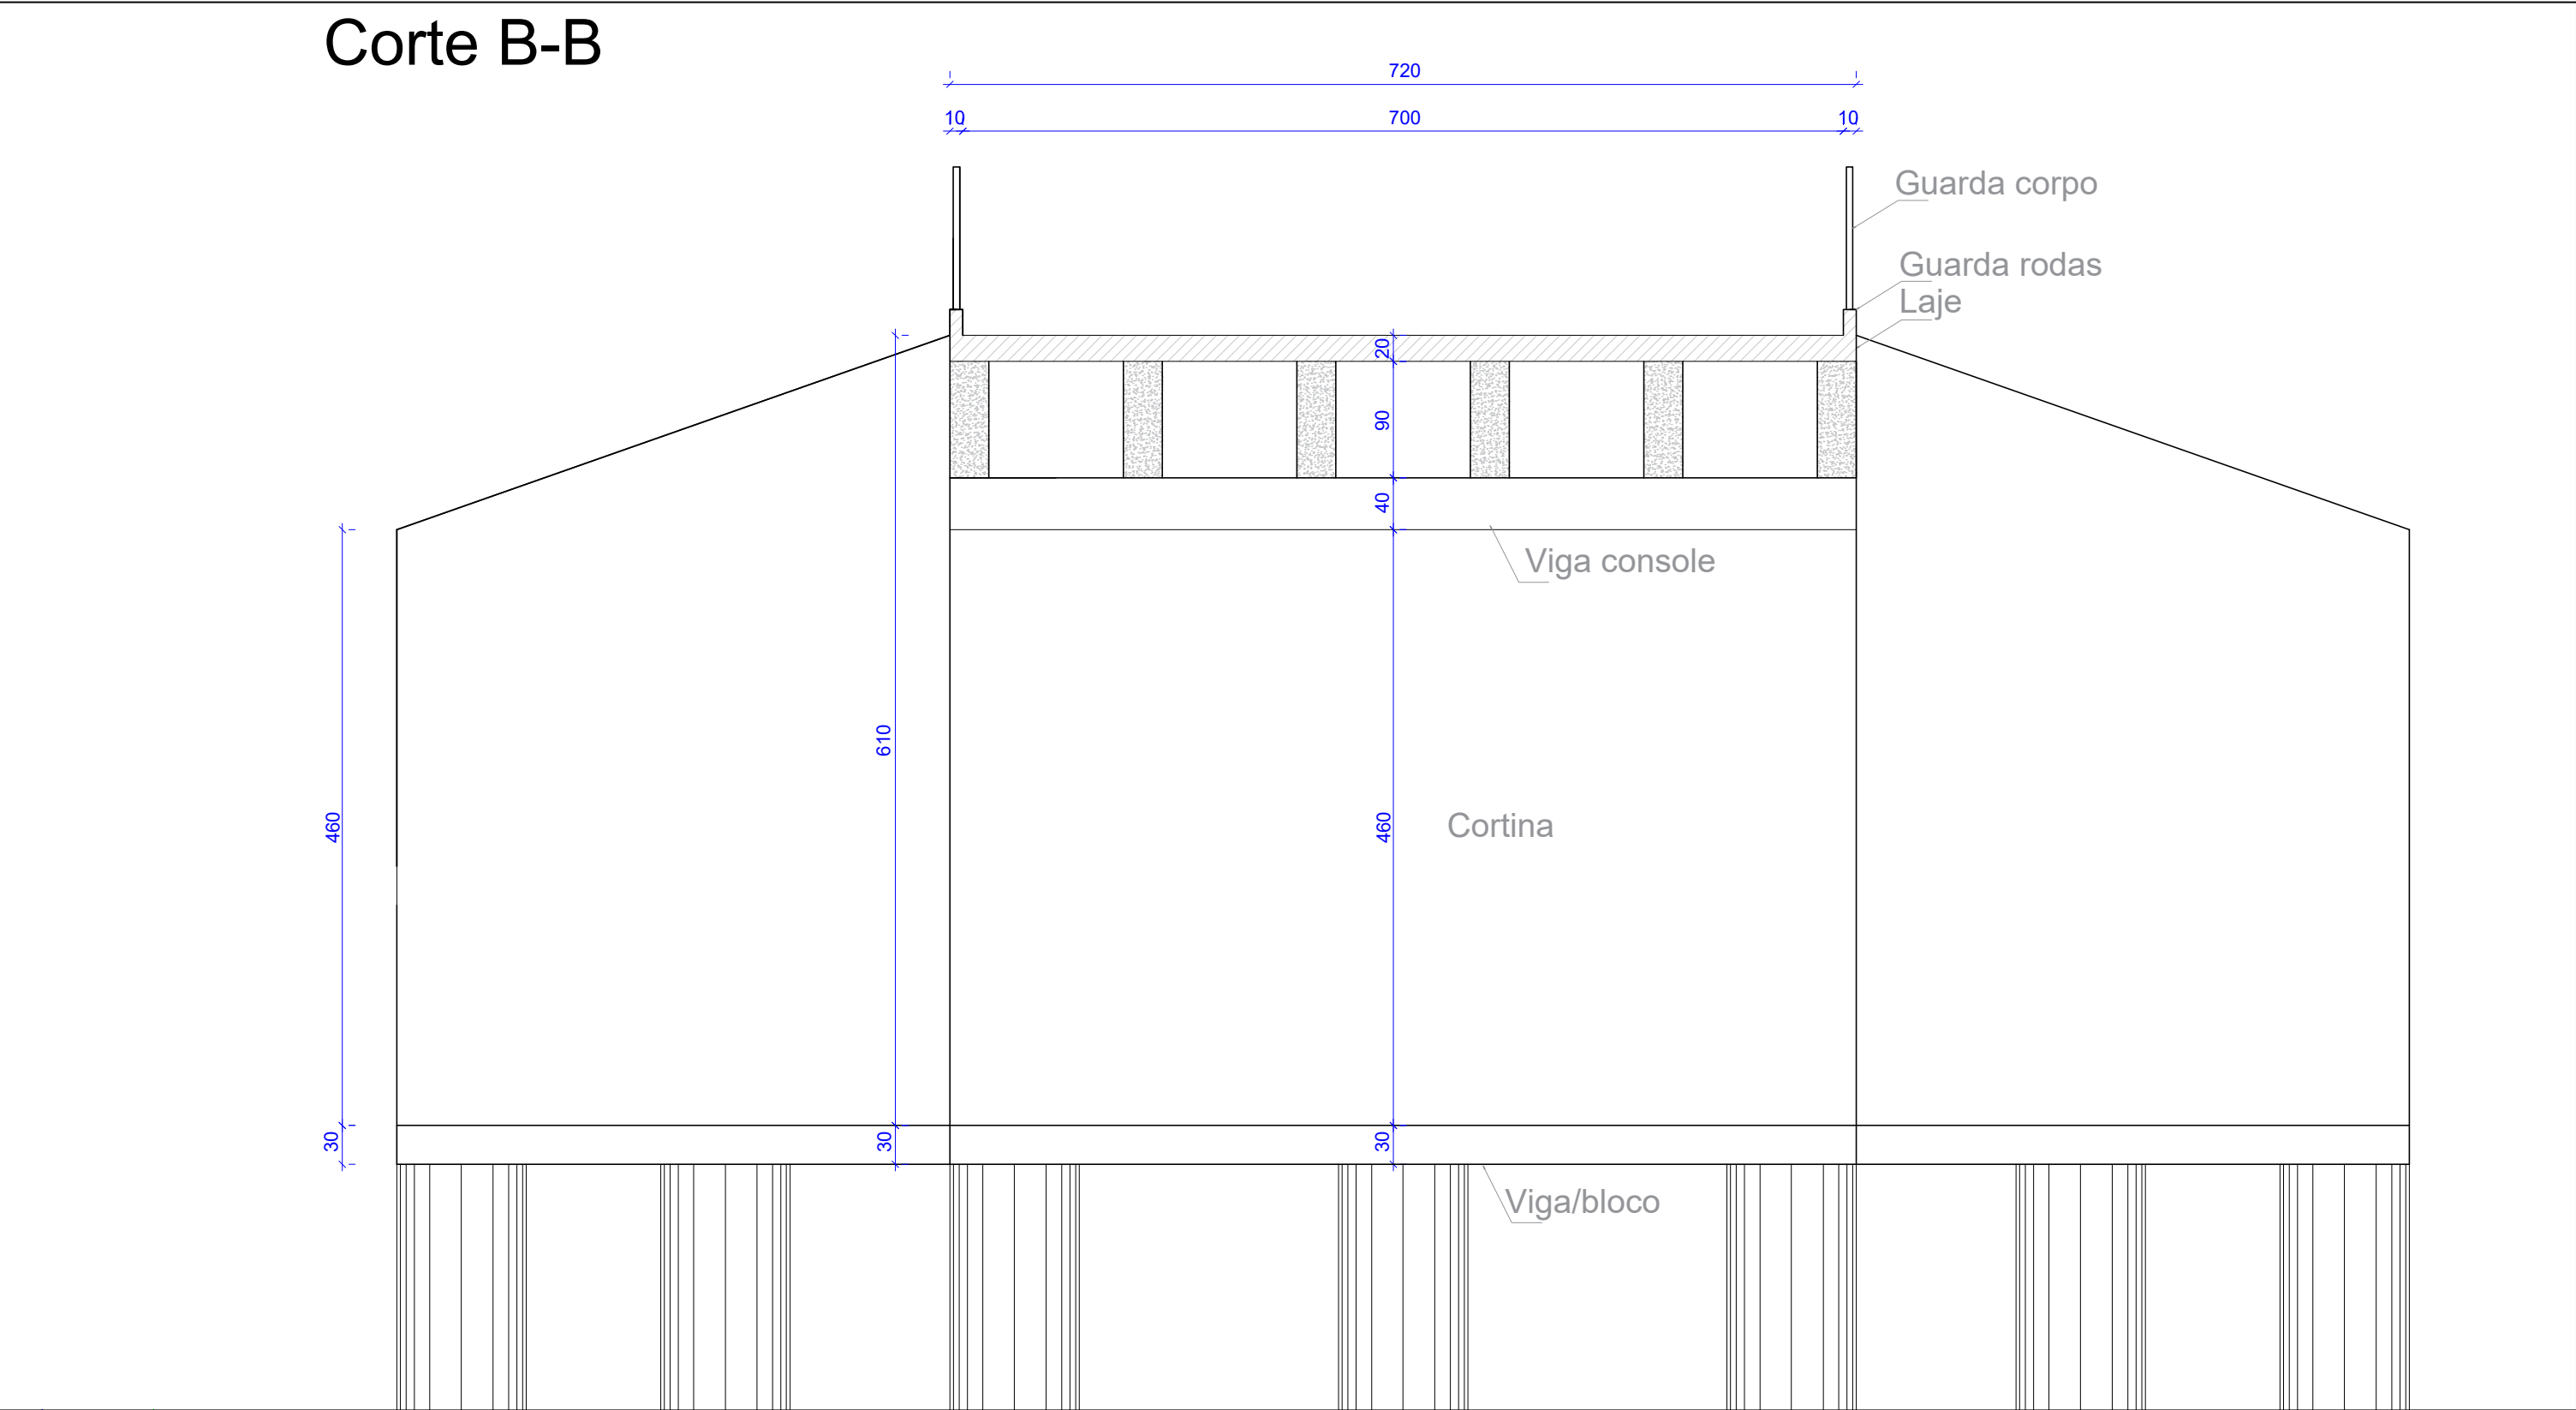 Corte B-B
720
10
700
10
Guarda corpo
Guarda rodas
Laje
20
90
40
Viga console
610
460
460
Cortina
30
30
30
Viga/bloco